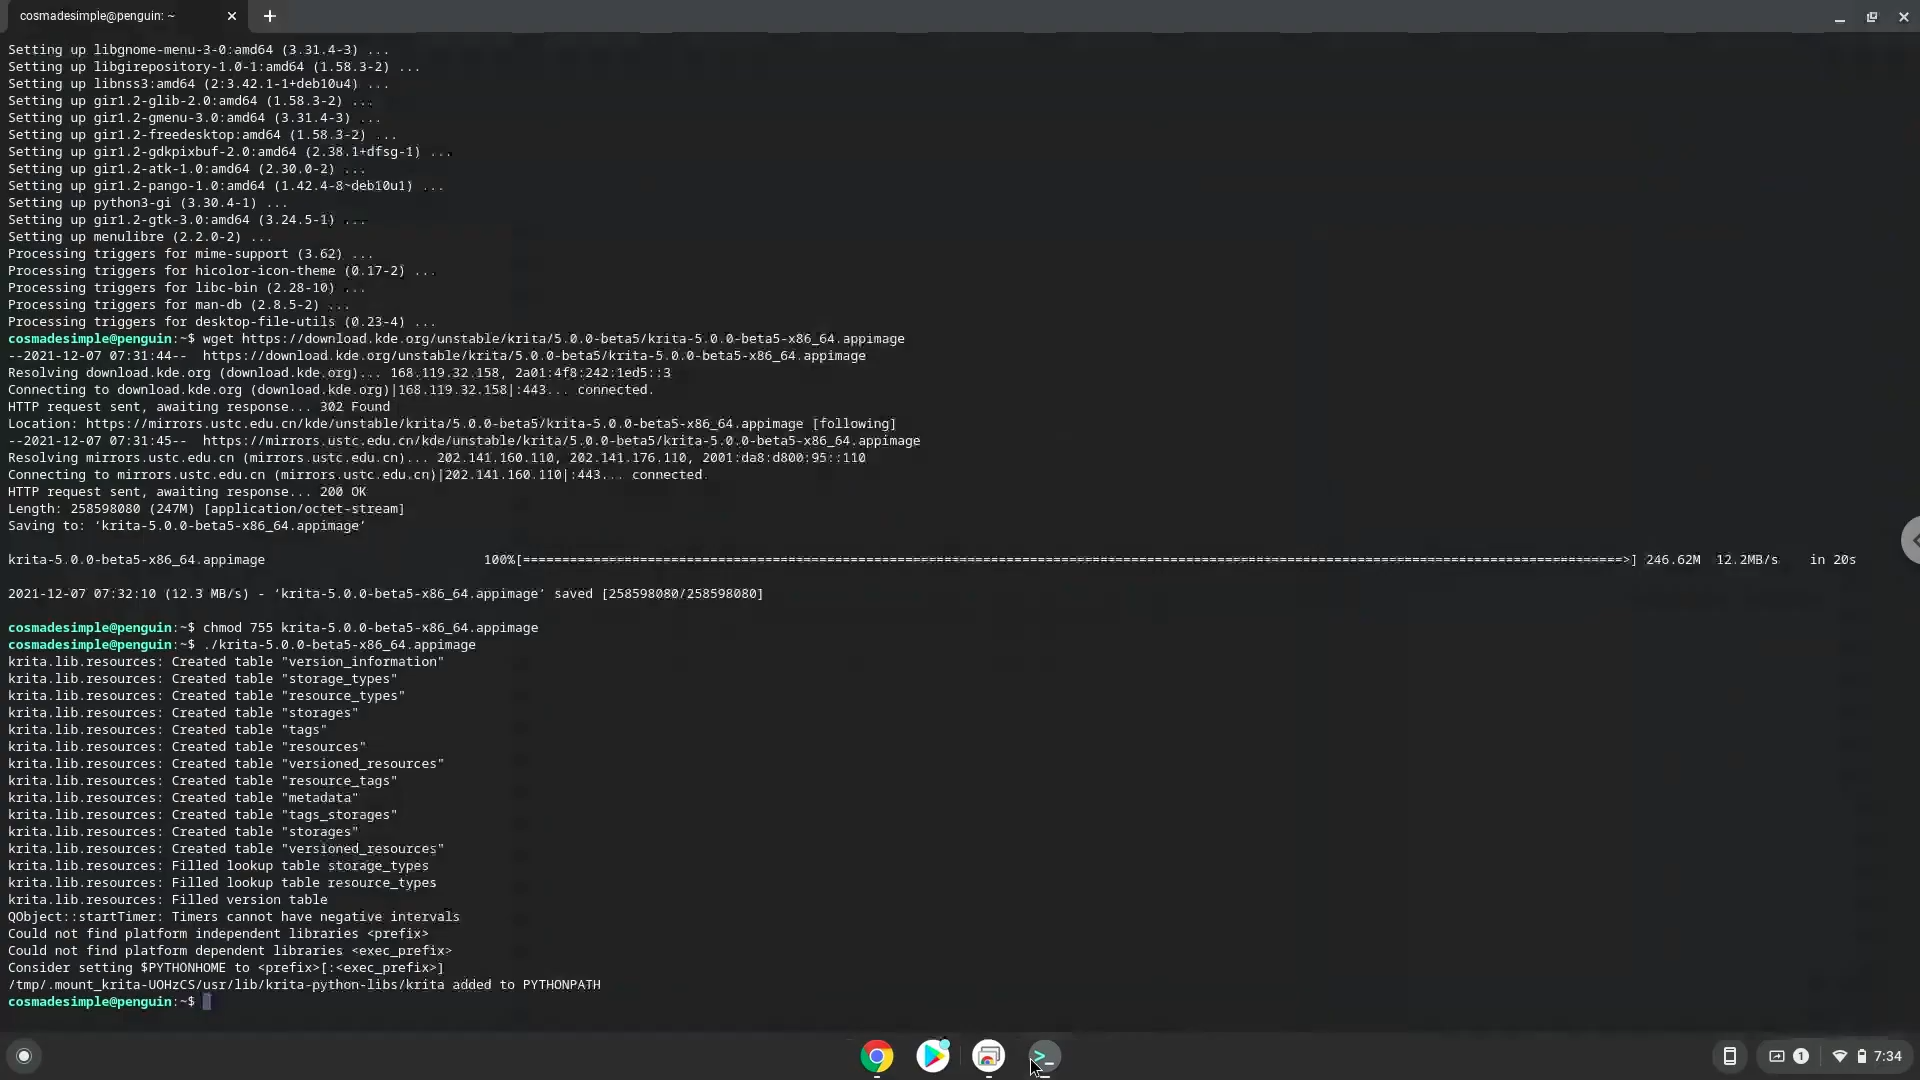 cosmadesimple@penguin: ~
Setting up libgnome-menu-3-0:amd64 (3.31.4-3) ...
Setting up libgirepository-1.0-1:amd64 (1.58.3-2) ...
Setting up libnss3:amd64 (2:3.42.1-1+deb10u4) ...
Setting up gir1.2-glib-2.0:amd64 (1.58.3-2) ...
Setting up gir1.2-gmenu-3.0:amd64 (3.31.4-3) ...
Setting up gir1.2-freedesktop:amd64 (1.58.3-2) ...
Setting up gir1.2-gdkpixbuf-2.0:amd64 (2.38.1+dfsg-1) ...
Setting up gir1.2-atk-1.0:amd64 (2.30.0-2) ...
Setting up gir1.2-pango-1.0:amd64 (1.42.4-8~deb10u1) ...
Setting up python3-gi (3.30.4-1) ...
Setting up gir1.2-gtk-3.0:amd64 (3.24.5-1) ...
Setting up menulibre (2.2.0-2) ...
Processing triggers for mime-support (3.62) ...
Processing triggers for hicolor-icon-theme (0.17-2) ...
Processing triggers for libc-bin (2.28-10) ...
Processing triggers for man-db (2.8.5-2) ...
Processing triggers for desktop-file-utils (0.23-4) ...
cosmadesimple@penguin:~$ wget https://download.kde.org/unstable/krita/5.0.0-beta5/krita-5.0.0-beta5-x86_64.appimage
--2021-12-07 07:31:44--  https://download.kde.org/unstable/krita/5.0.0-beta5/krita-5.0.0-beta5-x86_64.appimage
Resolving download.kde.org (download.kde.org)... 168.119.32.158, 2a01:4f8:242:1ed5::3
Connecting to download.kde.org (download.kde.org)|168.119.32.158|:443... connected.
HTTP request sent, awaiting response... 302 Found
Location: https://mirrors.ustc.edu.cn/kde/unstable/krita/5.0.0-beta5/krita-5.0.0-beta5-x86_64.appimage [following]
--2021-12-07 07:31:45--  https://mirrors.ustc.edu.cn/kde/unstable/krita/5.0.0-beta5/krita-5.0.0-beta5-x86_64.appimage
Resolving mirrors.ustc.edu.cn (mirrors.ustc.edu.cn)... 202.141.160.110, 202.141.176.110, 2001:da8:d800:95::110
Connecting to mirrors.ustc.edu.cn (mirrors.ustc.edu.cn)|202.141.160.110|:443... connected.
HTTP request sent, awaiting response... 200 OK
Length: 258598080 (247M) [application/octet-stream]
Saving to: ‘krita-5.0.0-beta5-x86_64.appimage’
krita-5.0.0-beta5-x86_64.appimage 100%[==========================================================>] 246.62M 12.2MB/s in 20s
2021-12-07 07:32:10 (12.3 MB/s) - ‘krita-5.0.0-beta5-x86_64.appimage’ saved [258598080/258598080]
cosmadesimple@penguin:~$ chmod 755 krita-5.0.0-beta5-x86_64.appimage
cosmadesimple@penguin:~$ ./krita-5.0.0-beta5-x86_64.appimage
krita.lib.resources: Created table "version_information"
krita.lib.resources: Created table "storage_types"
krita.lib.resources: Created table "resource_types"
krita.lib.resources: Created table "storages"
krita.lib.resources: Created table "tags"
krita.lib.resources: Created table "resources"
krita.lib.resources: Created table "versioned_resources"
krita.lib.resources: Created table "resource_tags"
krita.lib.resources: Created table "metadata"
krita.lib.resources: Created table "tags_storages"
krita.lib.resources: Created table "storages"
krita.lib.resources: Created table "versioned_resources"
krita.lib.resources: Filled lookup table storage_types
krita.lib.resources: Filled lookup table resource_types
krita.lib.resources: Filled version table
QObject::startTimer: Timers cannot have negative intervals
Could not find platform independent libraries <prefix>
Could not find platform dependent libraries <exec_prefix>
Consider setting $PYTHONHOME to <prefix>[:<exec_prefix>]
/tmp/.mount_krita-UOHzCS/usr/lib/krita-python-libs/krita added to PYTHONPATH
cosmadesimple@penguin:~$
1 7:34